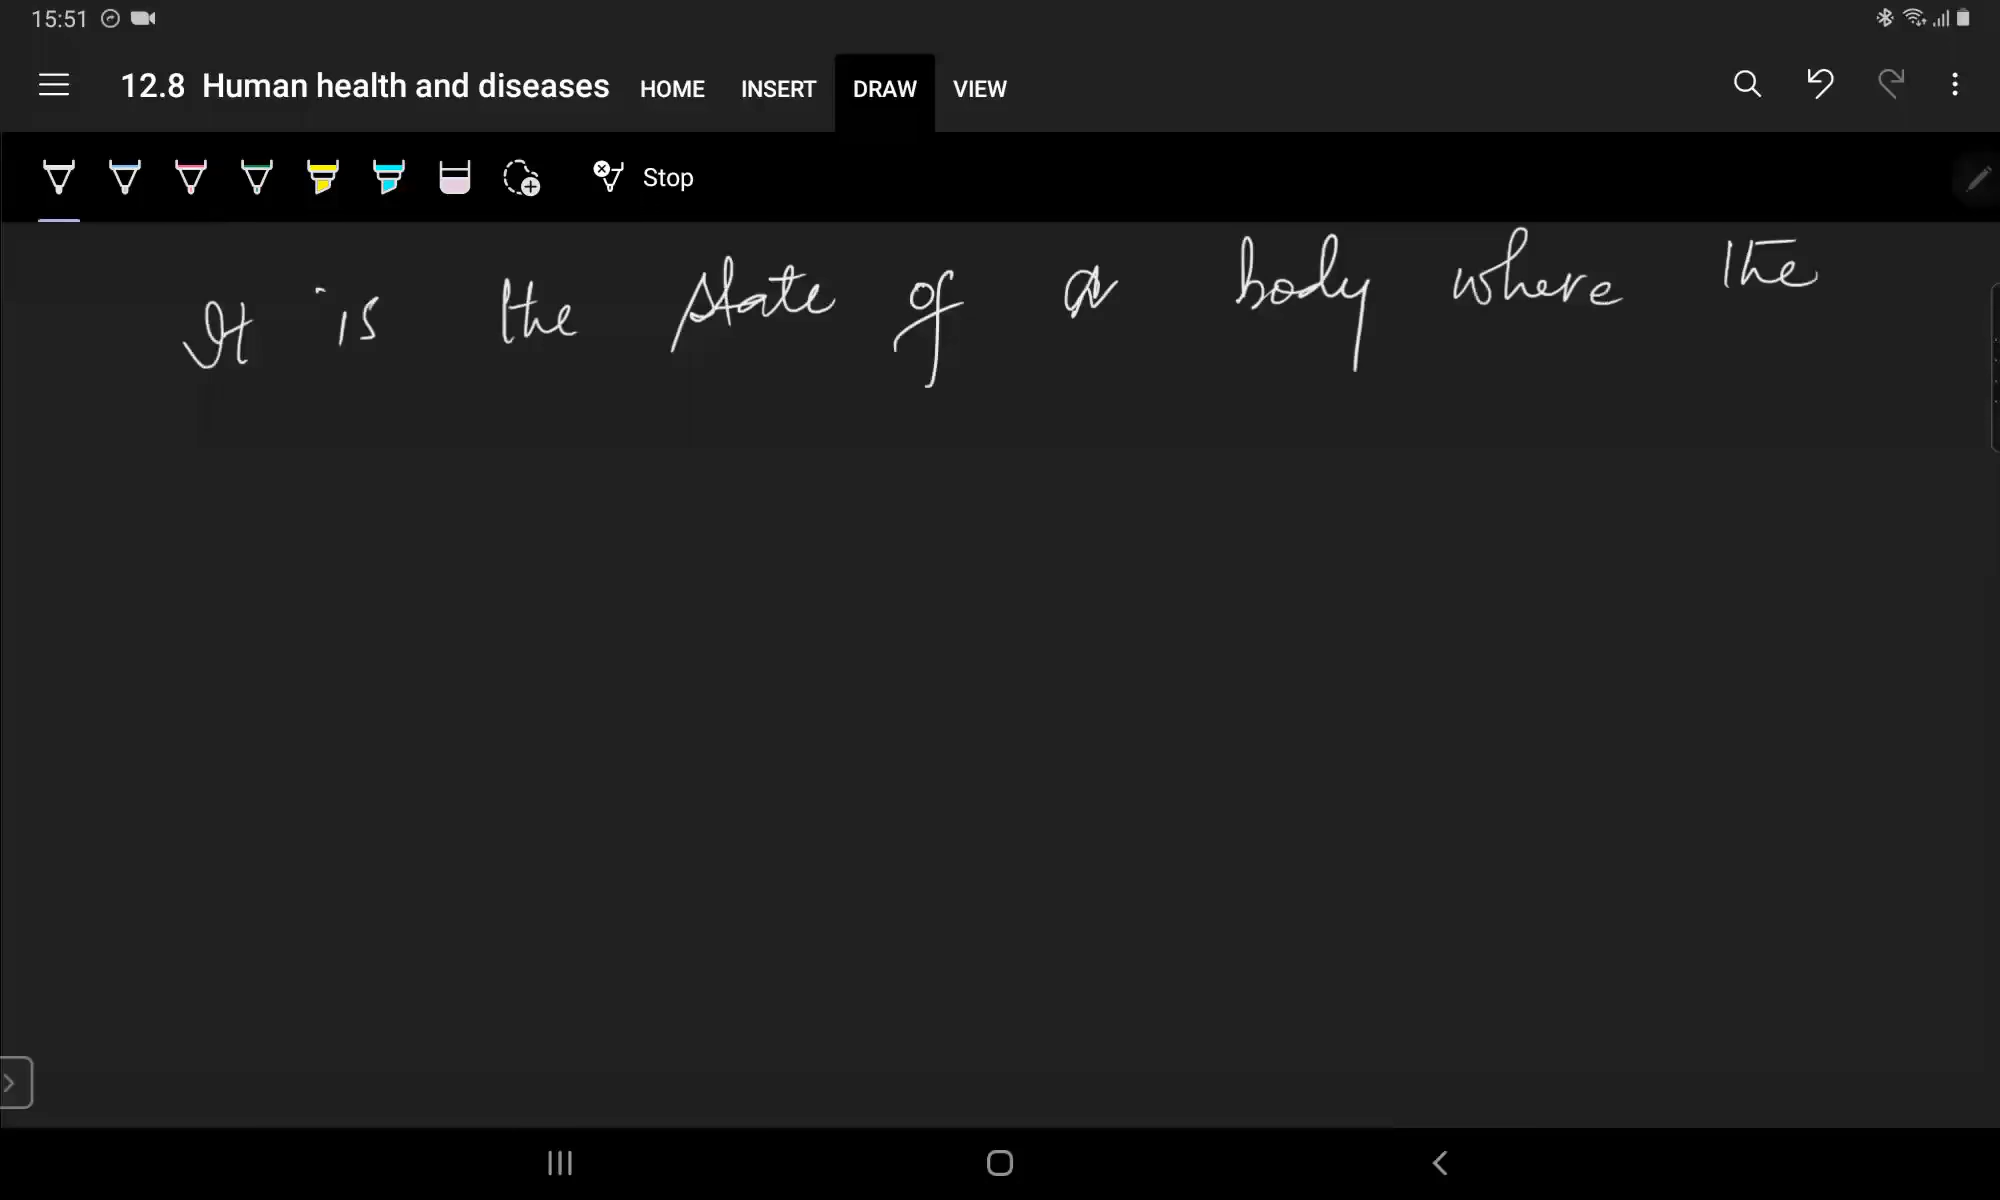 15:51
12.8 Human health and diseases HOME INSERT DRAW VIEW
Stop
It is the state of a body where the